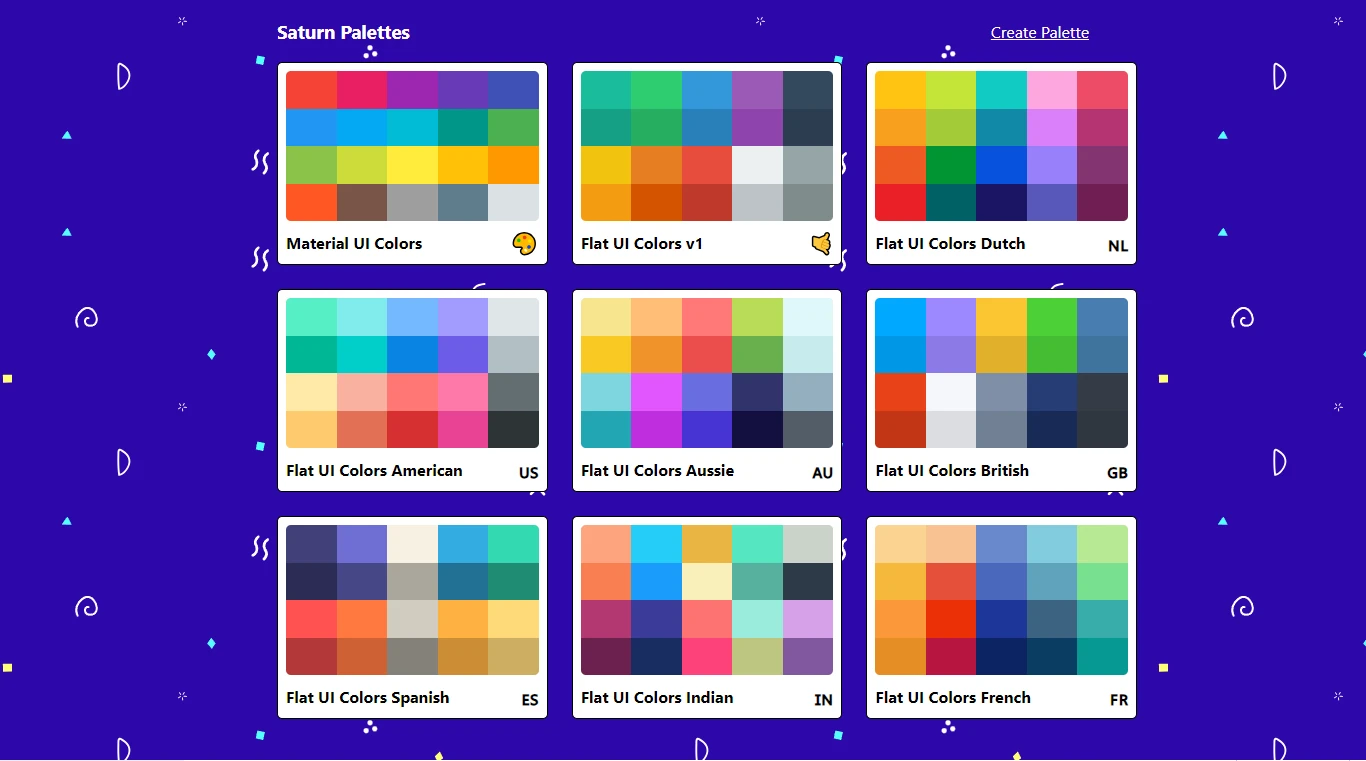 Saturn Palettes
Create Palette
Material UI Colors 🎨
Flat UI Colors v1 🤙
Flat UI Colors Dutch NL
Flat UI Colors American US
Flat UI Colors Aussie AU
Flat UI Colors British GB
Flat UI Colors Spanish ES
Flat UI Colors Indian IN
Flat UI Colors French FR